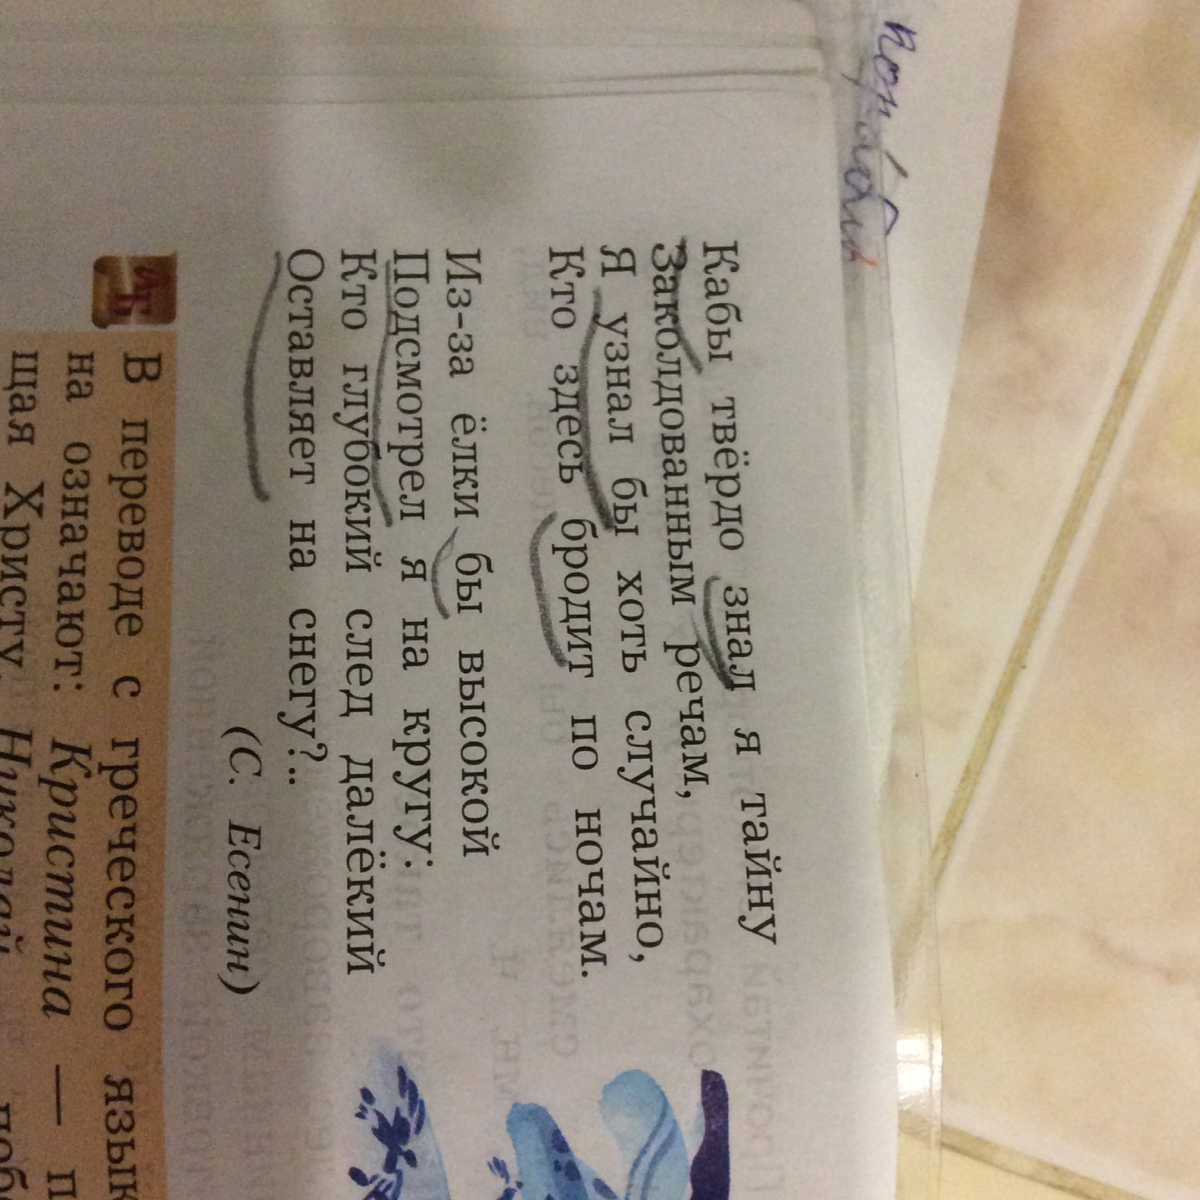 Кабы твёрдо знал я тайну
Заколдованным речам,
Я узнал бы хоть случайно,
Кто здесь бродит по ночам.
Из-за ёлки бы высокой
Подсмотрел я на кругу:
Кто глубокий след далёкий
Оставляет на снегу?..
(С. Есенин)
В переводе с греческого язык
на означают: Кристина — п
щая Христу, Николай